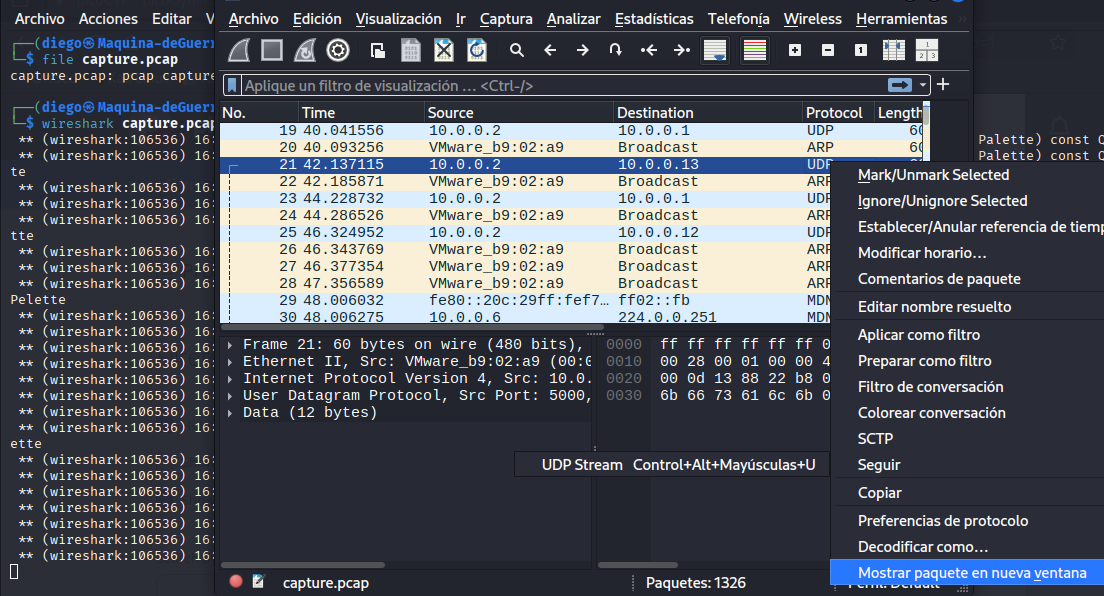 Archivo Acciones Editar V
(diego㉿Maquina-deGuerr
$ file capture.pcap
capture.pcap: pcap capture
(diego㉿Maquina-deGuerr
$ wireshark capture.pcap
** (wireshark:106536) 16:
** (wireshark:106536) 16:
te
** (wireshark:106536) 16:
** (wireshark:106536) 16:
** (wireshark:106536) 16:
tte
** (wireshark:106536) 16:
** (wireshark:106536) 16:
** (wireshark:106536) 16:
Pelette
** (wireshark:106536) 16:
** (wireshark:106536) 16:
** (wireshark:106536) 16:
** (wireshark:106536) 16:
** (wireshark:106536) 16:
** (wireshark:106536) 16:
** (wireshark:106536) 16:
** (wireshark:106536) 16:
ette
** (wireshark:106536) 16:
** (wireshark:106536) 16:
** (wireshark:106536) 16:
** (wireshark:106536) 16:
** (wireshark:106536) 16:
** (wireshark:106536) 16:
** (wireshark:106536) 16:
Palette) const Q
Palette) const Q
Archivo Edición Visualización Ir Captura Analizar Estadísticas Telefonía Wireless Herramientas »
Aplique un filtro de visualización … <Ctrl-/>
No. Time Source Destination Protocol Length
19 40.041556 10.0.0.2 10.0.0.1 UDP 60
20 40.093256 VMware_b9:02:a9 Broadcast ARP 60
21 42.137115 10.0.0.2 10.0.0.13 UDP
22 42.185871 VMware_b9:02:a9 Broadcast ARP
23 44.228732 10.0.0.2 10.0.0.1 UDP
24 44.286526 VMware_b9:02:a9 Broadcast ARP
25 46.324952 10.0.0.2 10.0.0.12 UDP
26 46.343769 VMware_b9:02:a9 Broadcast ARP
27 46.377354 VMware_b9:02:a9 Broadcast ARP
28 47.356589 VMware_b9:02:a9 Broadcast ARP
29 48.006032 fe80::20c:29ff:fef7… ff02::fb MDN
30 48.006275 10.0.0.6 224.0.0.251 MDN
Frame 21: 60 bytes on wire (480 bits),
Ethernet II, Src: VMware_b9:02:a9 (00:0
Internet Protocol Version 4, Src: 10.0.
User Datagram Protocol, Src Port: 5000,
Data (12 bytes)
0000 ff ff ff ff ff ff 0
0010 00 28 00 01 00 00 4
0020 00 0d 13 88 22 b8 0
0030 6b 66 73 61 6c 6b 0
UDP Stream Control+Alt+Mayúsculas+U
Mark/Unmark Selected
Ignore/Unignore Selected
Establecer/Anular referencia de tiemp
Modificar horario…
Comentarios de paquete
Editar nombre resuelto
Aplicar como filtro
Preparar como filtro
Filtro de conversación
Colorear conversación
SCTP
Seguir
Copiar
Preferencias de protocolo
Decodificar como…
Mostrar paquete en nueva ventana
capture.pcap
Paquetes: 1326
Perfil: Default